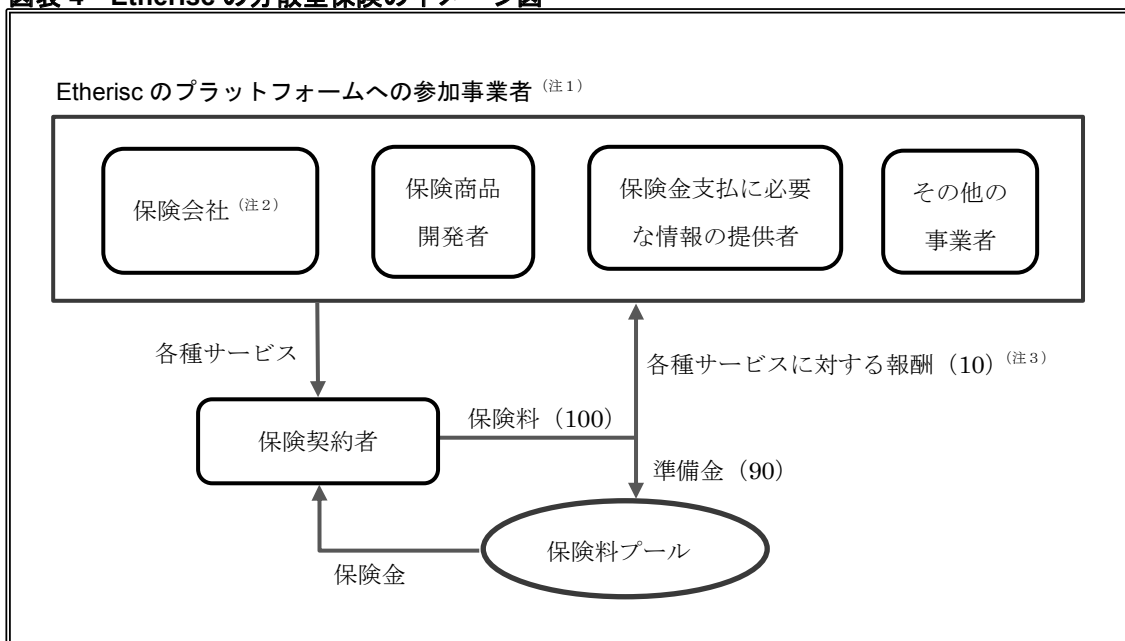 図表 4 Etherisc の分散型保険のイメージ図
Etherisc のプラットフォームへの参加事業者（注1）
保険会社（注2）
保険商品
開発者
保険金支払に必要
な情報の提供者
その他の
事業者
各種サービス
各種サービスに対する報酬（10）（注3）
保険料（100）
保険契約者
準備金（90）
保険料プール
保険金